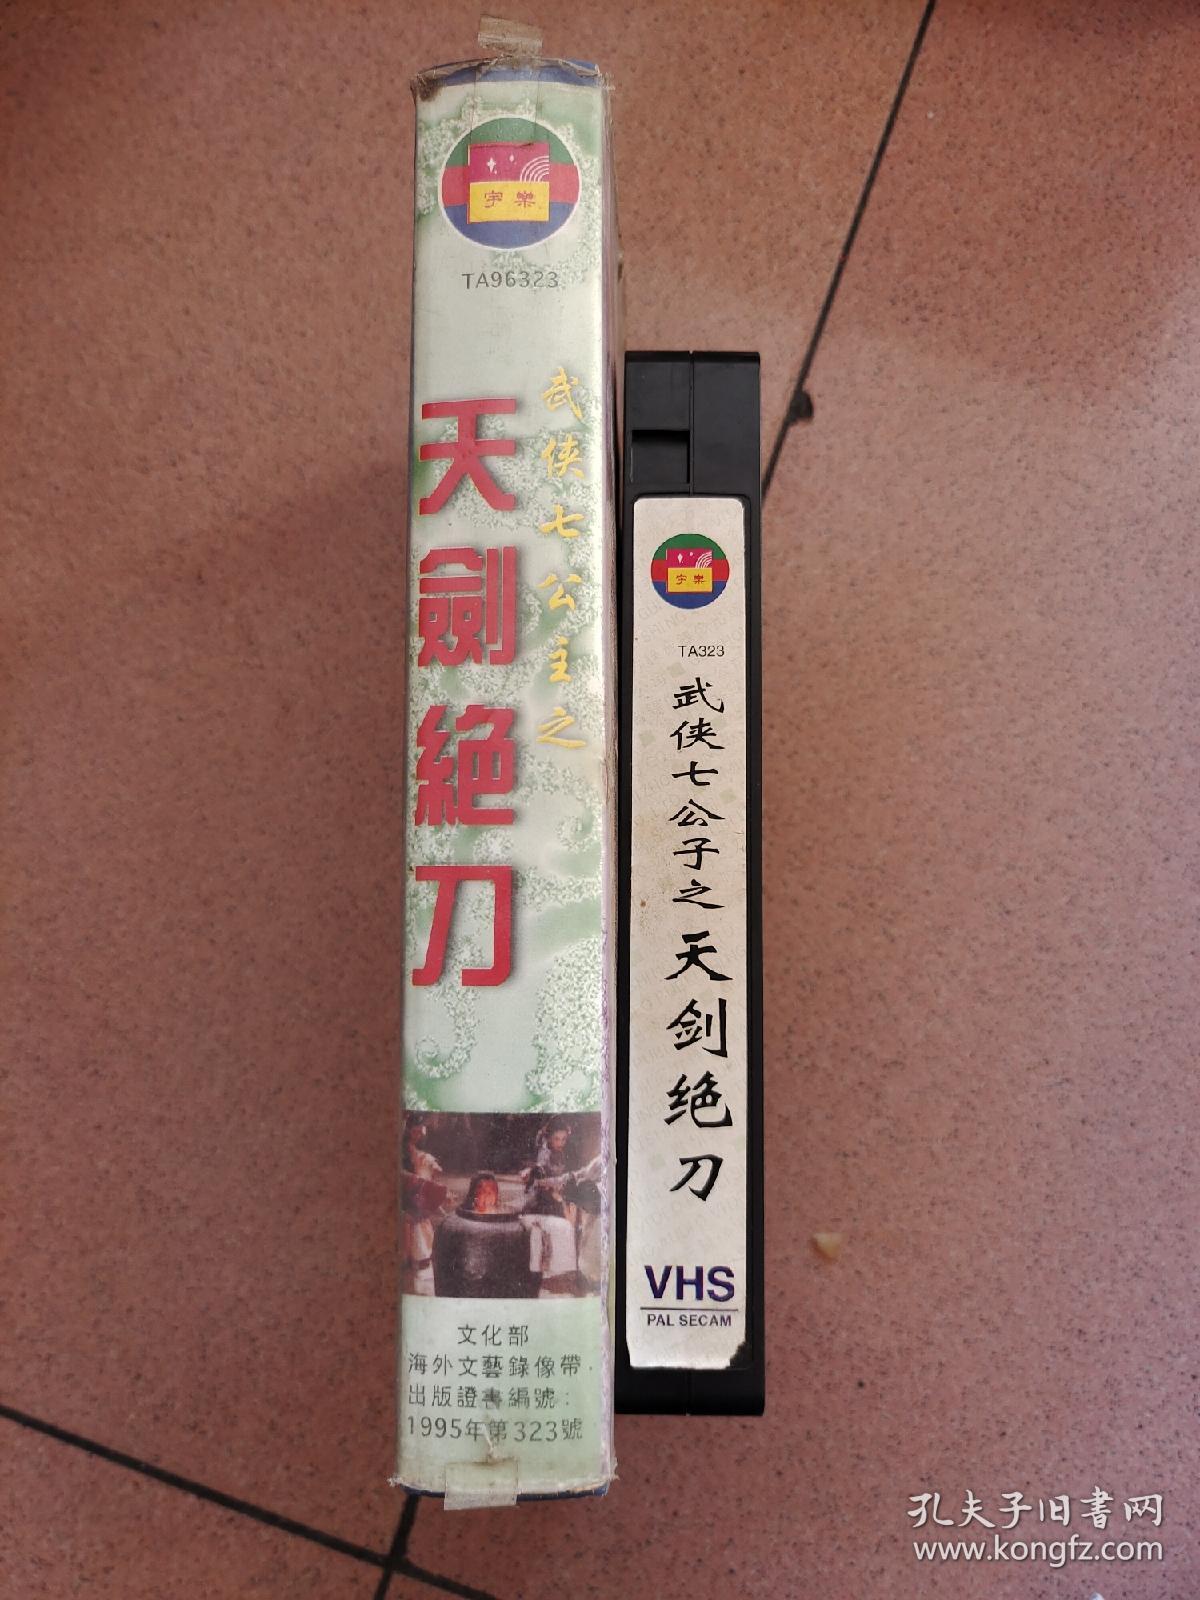 宇樂
TA96323
武侠七公主之
天劍絕刀
文化部
海外文藝錄像帶
出版證書編號：
1995年第323號
宇樂
TA323
武侠七公子之天剑绝刀
VHS
PAL SECAM
孔夫子旧书网
www.kongfz.com